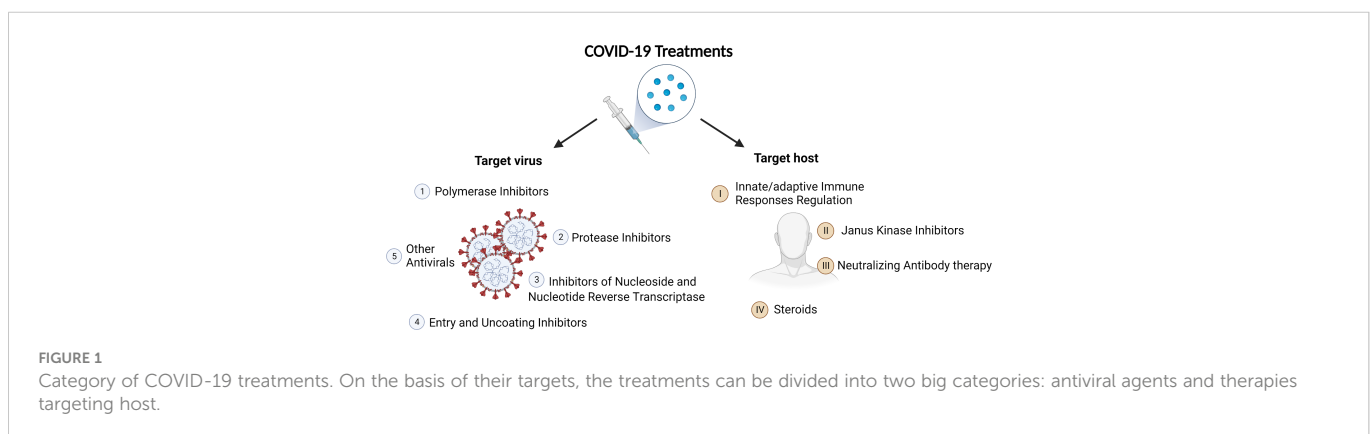 COVID-19 Treatments
Target virus
1 Polymerase Inhibitors
2 Protease Inhibitors
3 Inhibitors of Nucleoside and
Nucleotide Reverse Transcriptase
4 Entry and Uncoating Inhibitors
5 Other
Antivirals
Target host
I Innate/adaptive Immune
Responses Regulation
II Janus Kinase Inhibitors
III Neutralizing Antibody therapy
IV Steroids
FIGURE 1
Category of COVID-19 treatments. On the basis of their targets, the treatments can be divided into two big categories: antiviral agents and therapies
targeting host.